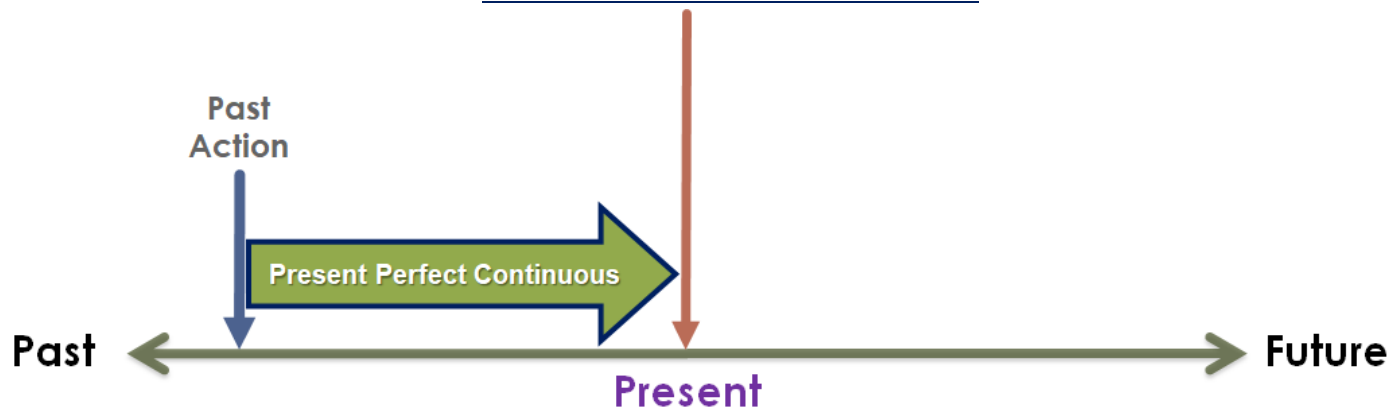 Past
Action
Present Perfect Continuous
Past
Future
Present